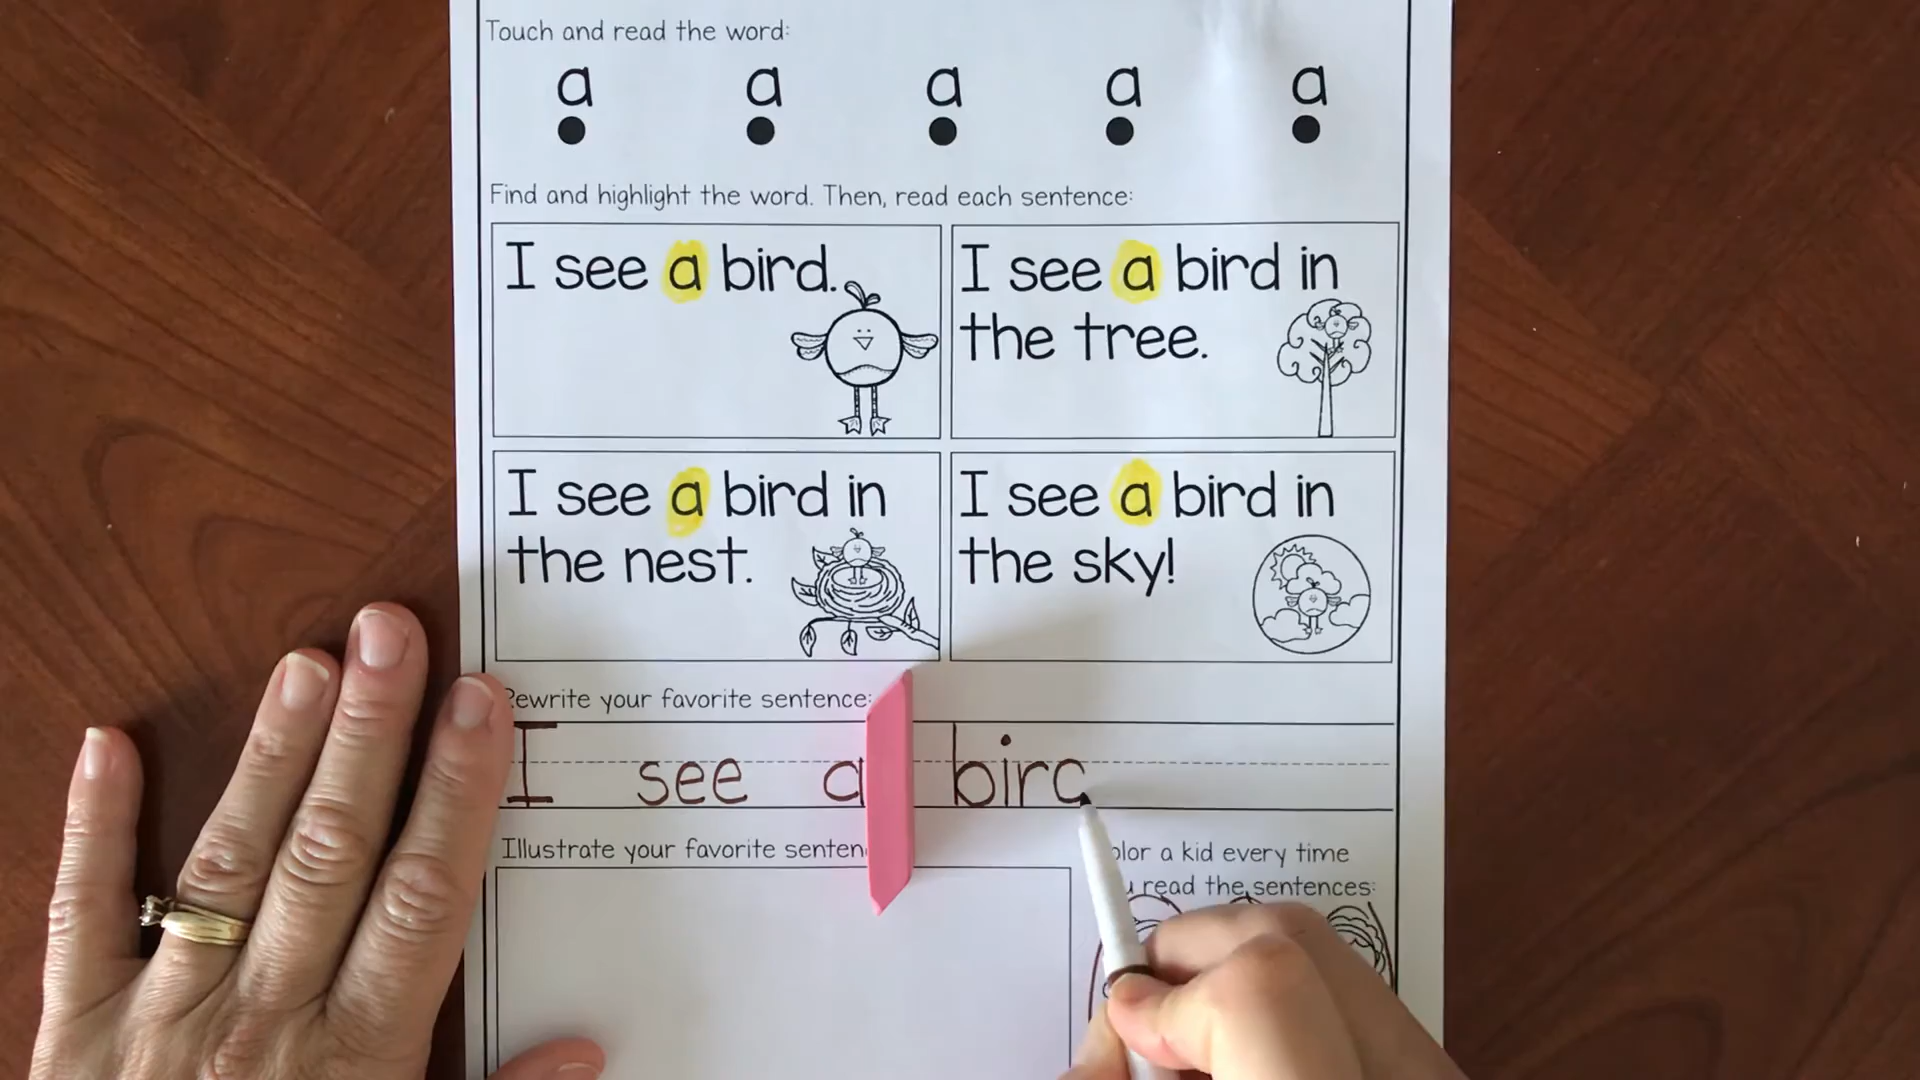 Touch and read the word:
a a a a a
Find and highlight the word. Then, read each sentence:
I see a bird.
I see a bird in
the tree.
I see a bird in
the nest.
I see a bird in
the sky!
Rewrite your favorite sentence:
I see a birc
Illustrate your favorite senten
olor a kid every time
u read the sentences: